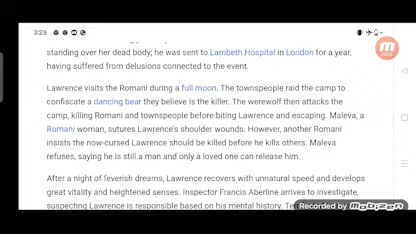 3:23
standing over her dead body; he was sent to Lambeth Hospital in London for a year,
having suffered from delusions connected to the event.
Lawrence visits the Romani during a full moon. The townspeople raid the camp to
confiscate a dancing bear they believe is the killer. The werewolf then attacks the
camp, killing Romani and townspeople before biting Lawrence and escaping. Maleva, a
Romani woman, sutures Lawrence's shoulder wounds. However, another Romani
insists the now-cursed Lawrence should be killed before he kills others. Maleva
refuses, saying he is still a man and only a loved one can release him.
After a night of feverish dreams, Lawrence recovers with unnatural speed and develops
great vitality and heightened senses. Inspector Francis Aberline arrives to investigate,
suspecting Lawrence is responsible based on his mental history.
Recorded by Mobizen